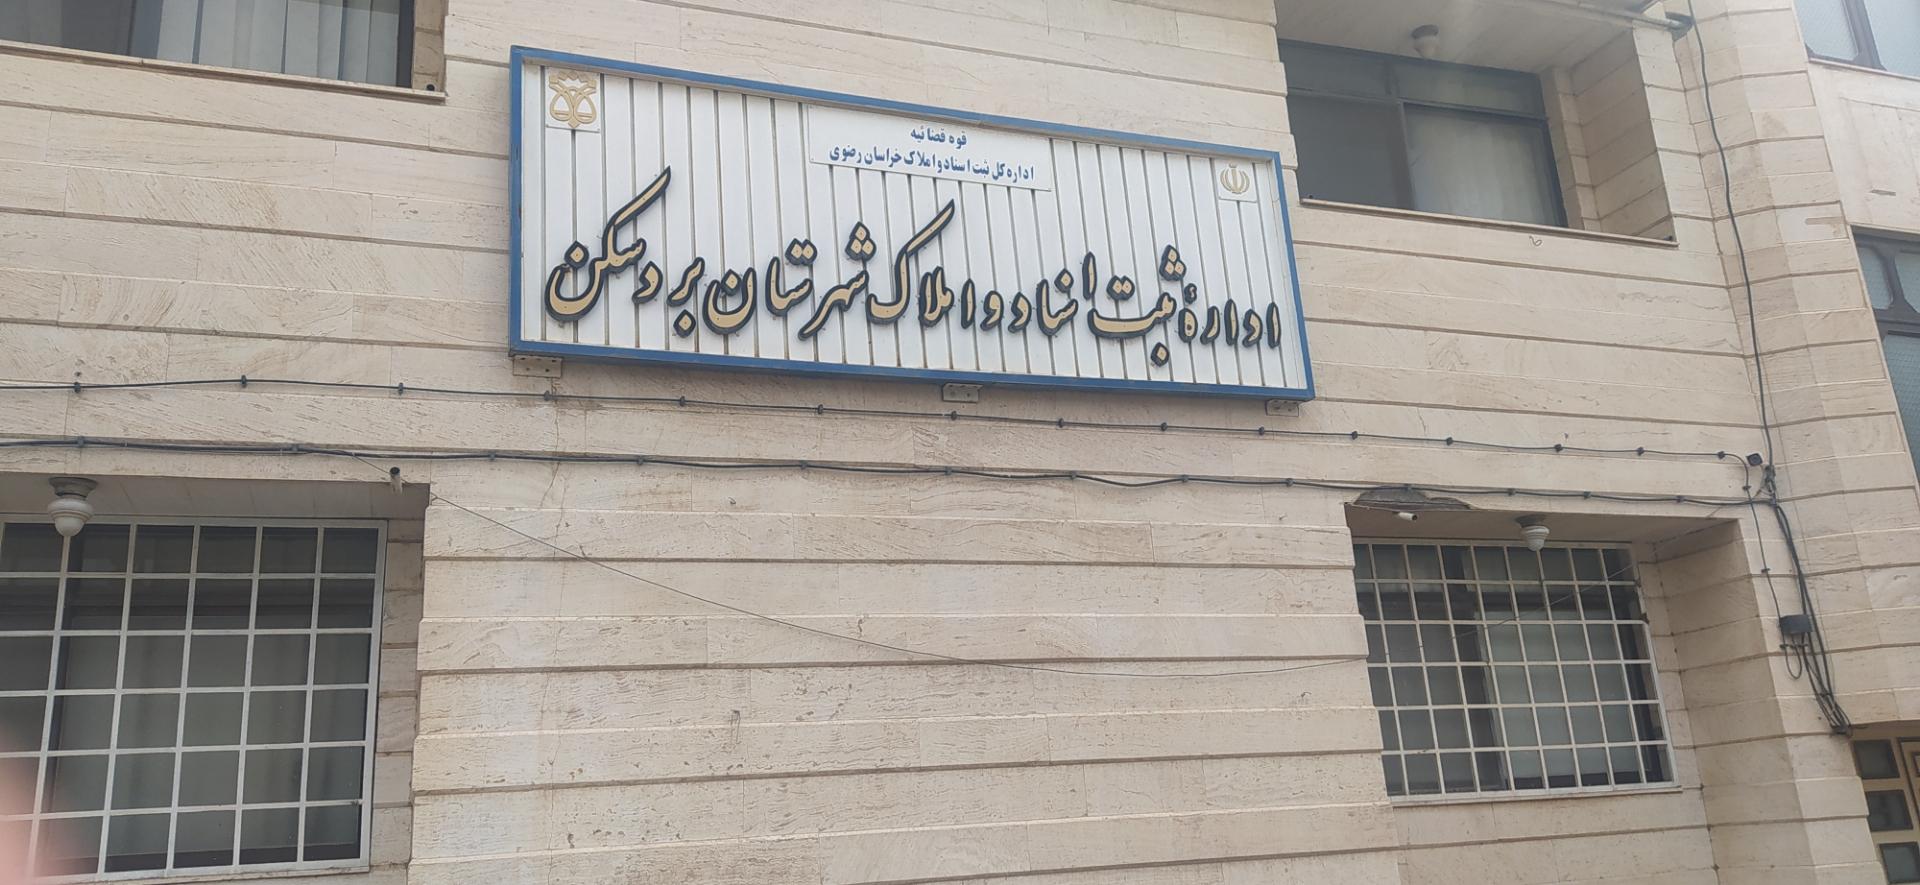 قوه قضائیه
اداره کل ثبت اسناد و املاک خراسان رضوی
ادارهٔ ثبت اسناد و املاک شهرستان بردسکن